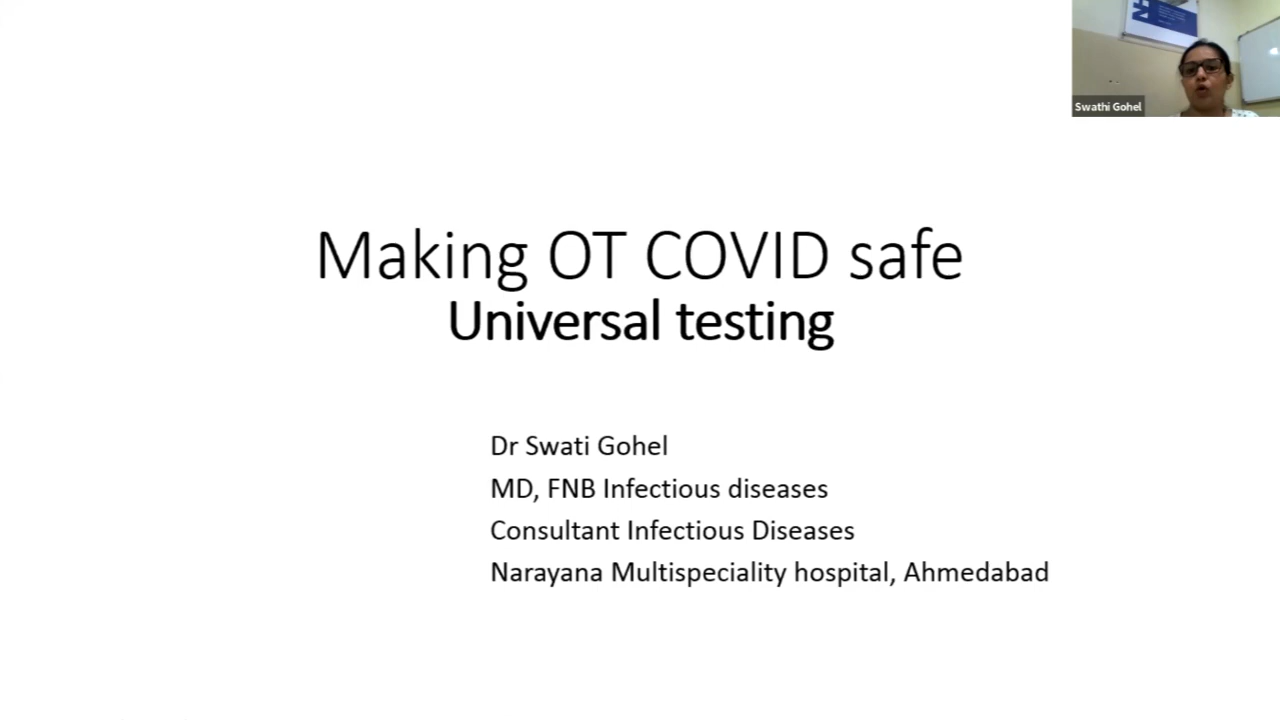 Swathi Gohel
Making OT COVID safe
Universal testing
Dr Swati Gohel
MD, FNB Infectious diseases
Consultant Infectious Diseases
Narayana Multispeciality hospital, Ahmedabad